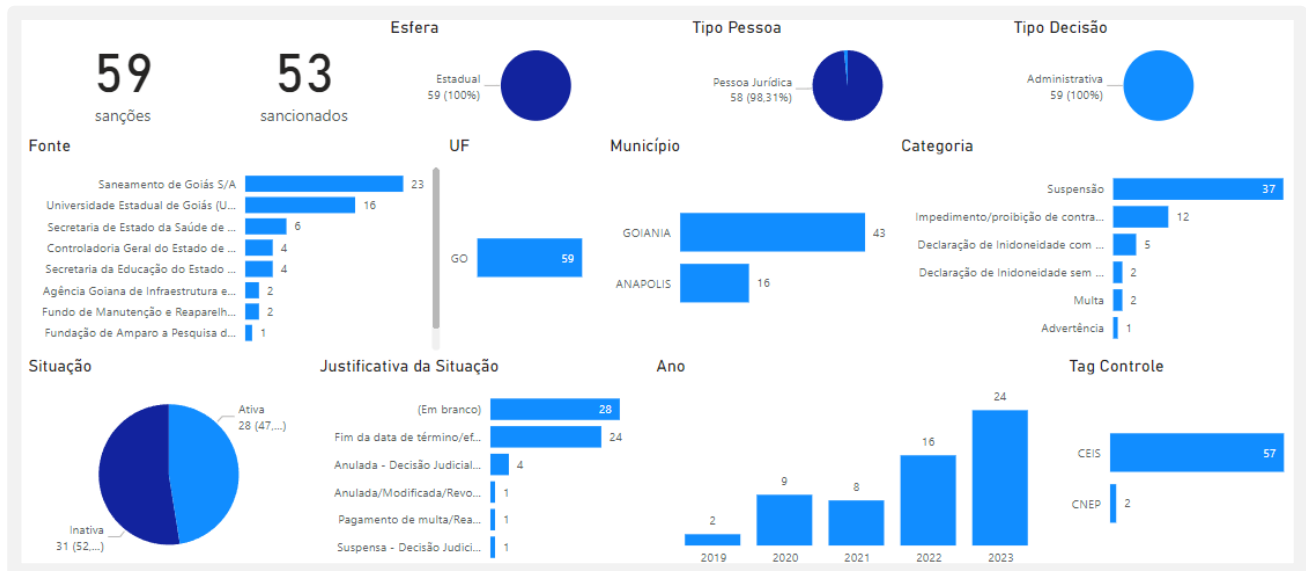 Esfera
Tipo Pessoa
Tipo Decisão
59
sanções
53
sancionados
Estadual
59 (100%)
Pessoa Jurídica
58 (98,31%)
Administrativa
59 (100%)
Fonte
Saneamento de Goiás S/A 23
Universidade Estadual de Goiás (U... 16
Secretaria de Estado da Saúde de ... 6
Controladoria Geral do Estado de ... 4
Secretaria da Educação do Estado ... 4
Agência Goiana de Infraestrutura e... 2
Fundo de Manutenção e Reaparelh... 2
Fundação de Amparo a Pesquisa d... 1
UF
GO 59
Município
GOIANIA 43
ANAPOLIS 16
Categoria
Suspensão 37
Impedimento/proibição de contra... 12
Declaração de Inidoneidade com ... 5
Declaração de Inidoneidade sem ... 2
Multa 2
Advertência 1
Situação
Ativa
28 (47,...)
Inativa
31 (52,...)
Justificativa da Situação
(Em branco) 28
Fim da data de término/ef... 24
Anulada - Decisão Judicial... 4
Anulada/Modificada/Revo... 1
Pagamento de multa/Rea... 1
Suspensa - Decisão Judici... 1
Ano
2 9 8 16 24
2019 2020 2021 2022 2023
Tag Controle
CEIS 57
CNEP 2